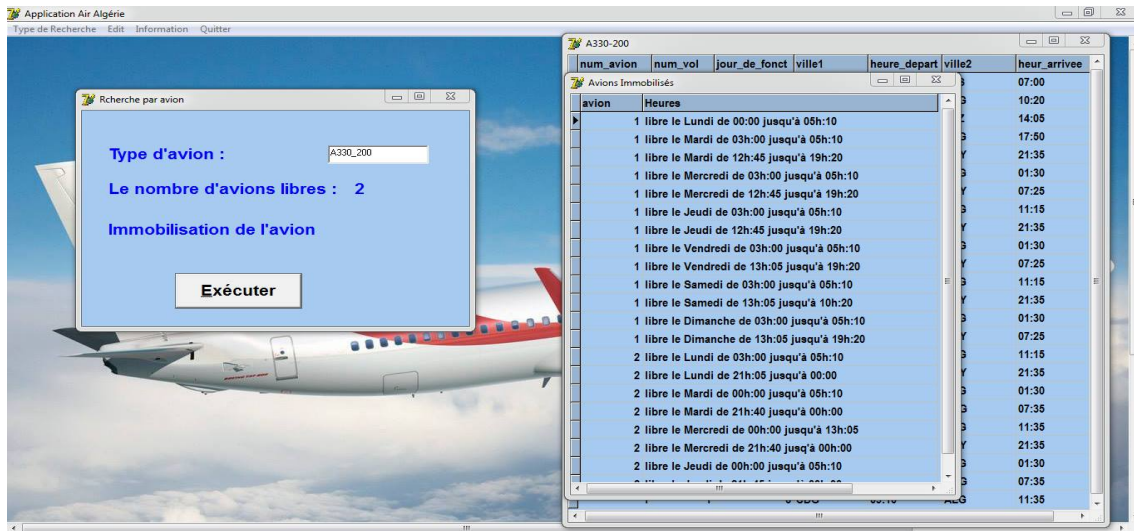 Application Air Algérie
Type de Recherche Edit Information Quitter
Rcherche par avion
Type d'avion : A330_200
Le nombre d'avions libres : 2
Immobilisation de l'avion
Exécuter
A330-200
num_avion num_vol jour_de_fonct ville1 heure_depart ville2 heur_arrivee
Avions Immobilisés
avion Heures
1 libre le Lundi de 00:00 jusqu'à 05h:10
1 libre le Mardi de 03h:00 jusqu'à 05h:10
1 libre le Mardi de 12h:45 jusqu'à 19h:20
1 libre le Mercredi de 03h:00 jusqu'à 05h:10
1 libre le Mercredi de 12h:45 jusqu'à 19h:20
1 libre le Jeudi de 03h:00 jusqu'à 05h:10
1 libre le Jeudi de 12h:45 jusqu'à 19h:20
1 libre le Vendredi de 03h:00 jusqu'à 05h:10
1 libre le Vendredi de 13h:05 jusqu'à 19h:20
1 libre le Samedi de 03h:00 jusqu'à 05h:10
1 libre le Samedi de 13h:05 jusqu'à 10h:20
1 libre le Dimanche de 03h:00 jusqu'à 05h:10
1 libre le Dimanche de 13h:05 jusqu'à 19h:20
2 libre le Lundi de 03h:00 jusqu'à 05h:10
2 libre le Lundi de 21h:05 jusqu'à 00:00
2 libre le Mardi de 00h:00 jusqu'à 05h:10
2 libre le Mardi de 21h:40 jusqu'à 00h:00
2 libre le Mercredi de 00h:00 jusqu'à 13h:05
2 libre le Mercredi de 21h:40 jusq'à 00h:00
2 libre le Jeudi de 00h:00 jusqu'à 05h:10
07:00
10:20
14:05
17:50
21:35
01:30
07:25
11:15
21:35
01:30
07:25
11:15
21:35
01:30
07:25
11:15
21:35
01:30
07:35
11:35
21:35
01:30
07:35
11:35